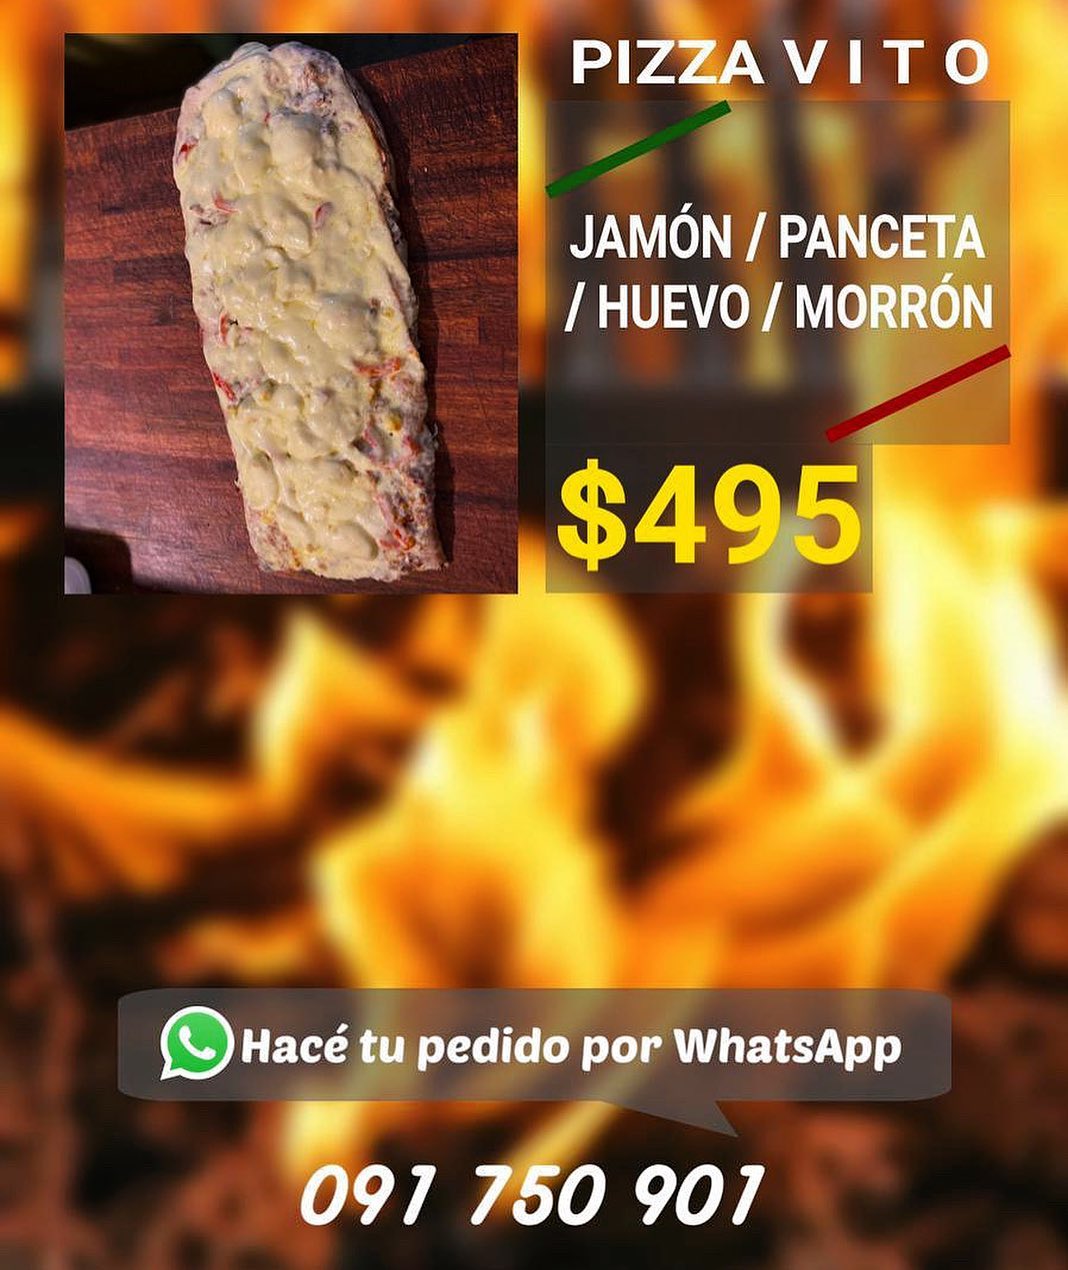 PIZZA V I T O
JAMÓN / PANCETA
/ HUEVO / MORRÓN
$495
Hacé tu pedido por WhatsApp
091 750 901